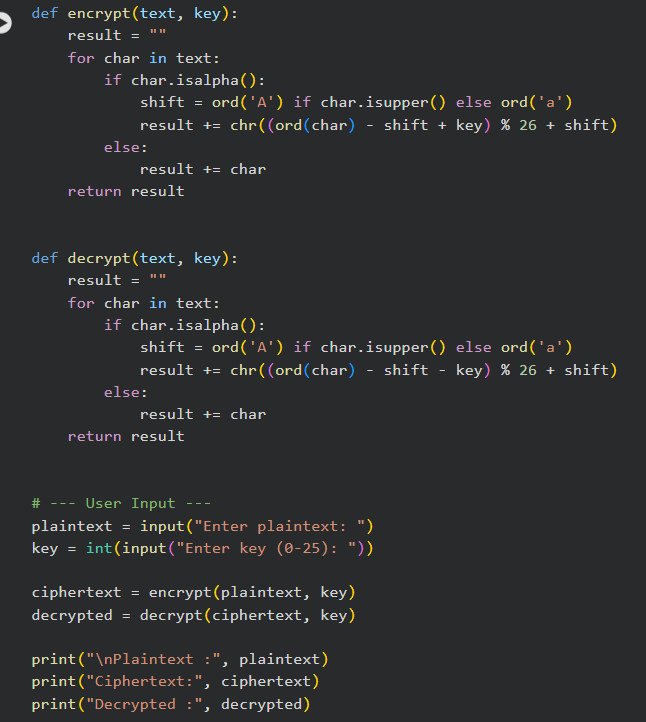 def encrypt(text, key):
    result = ""
    for char in text:
        if char.isalpha():
            shift = ord('A') if char.isupper() else ord('a')
            result += chr((ord(char) - shift + key) % 26 + shift)
        else:
            result += char
    return result

def decrypt(text, key):
    result = ""
    for char in text:
        if char.isalpha():
            shift = ord('A') if char.isupper() else ord('a')
            result += chr((ord(char) - shift - key) % 26 + shift)
        else:
            result += char
    return result

# --- User Input ---
plaintext = input("Enter plaintext: ")
key = int(input("Enter key (0-25): "))

ciphertext = encrypt(plaintext, key)
decrypted = decrypt(ciphertext, key)

print("\nPlaintext :", plaintext)
print("Ciphertext:", ciphertext)
print("Decrypted :", decrypted)